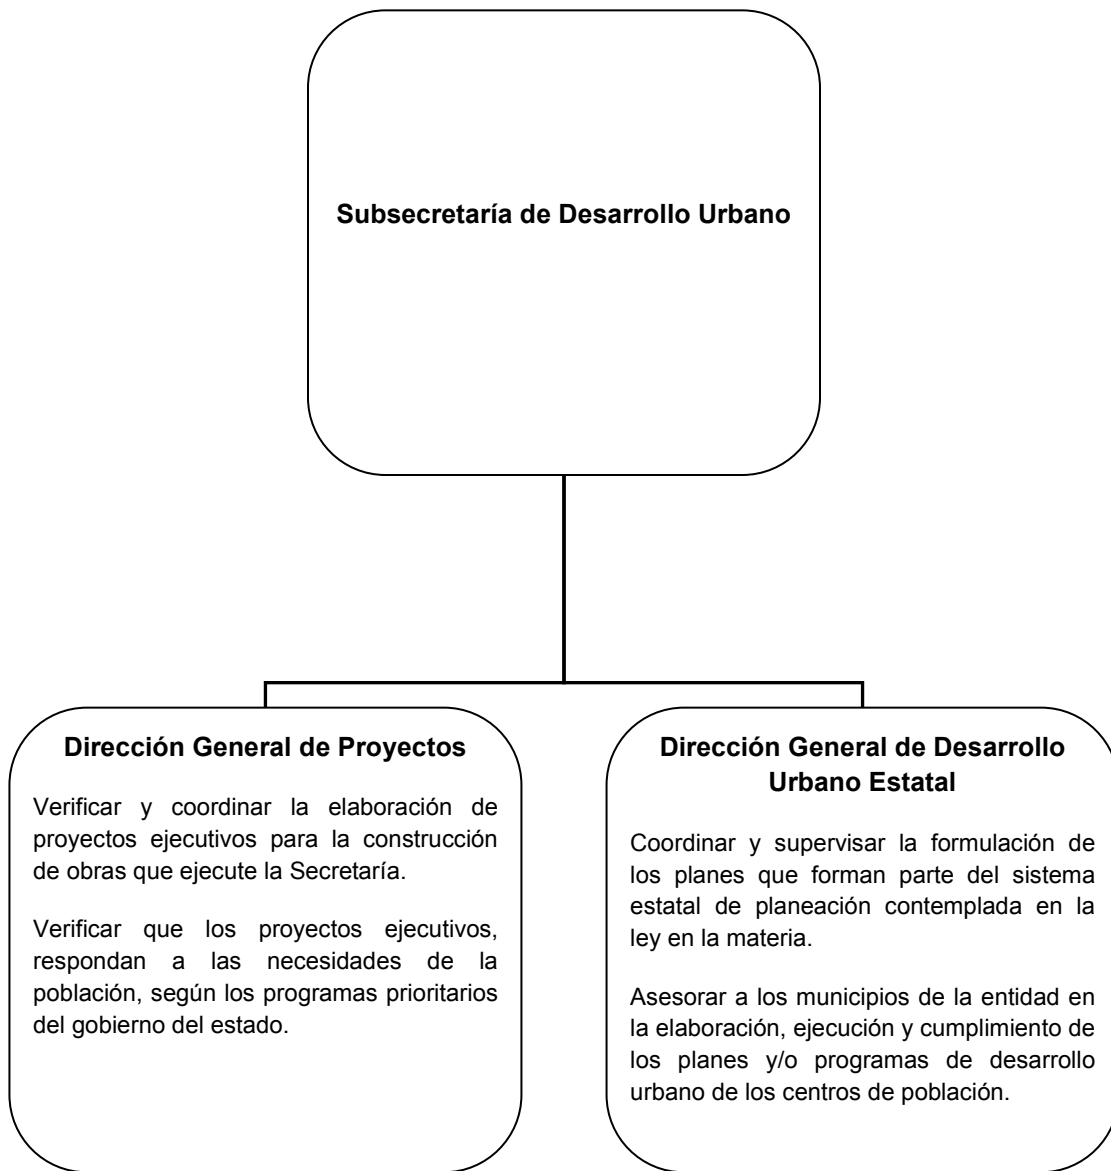 Subsecretaría de Desarrollo Urbano
Dirección General de Proyectos
Verificar y coordinar la elaboración de
proyectos ejecutivos para la construcción
de obras que ejecute la Secretaría.
Verificar que los proyectos ejecutivos,
respondan a las necesidades de la
población, según los programas prioritarios
del gobierno del estado.
Dirección General de Desarrollo
Urbano Estatal
Coordinar y supervisar la formulación de
los planes que forman parte del sistema
estatal de planeación contemplada en la
ley en la materia.
Asesorar a los municipios de la entidad en
la elaboración, ejecución y cumplimiento de
los planes y/o programas de desarrollo
urbano de los centros de población.